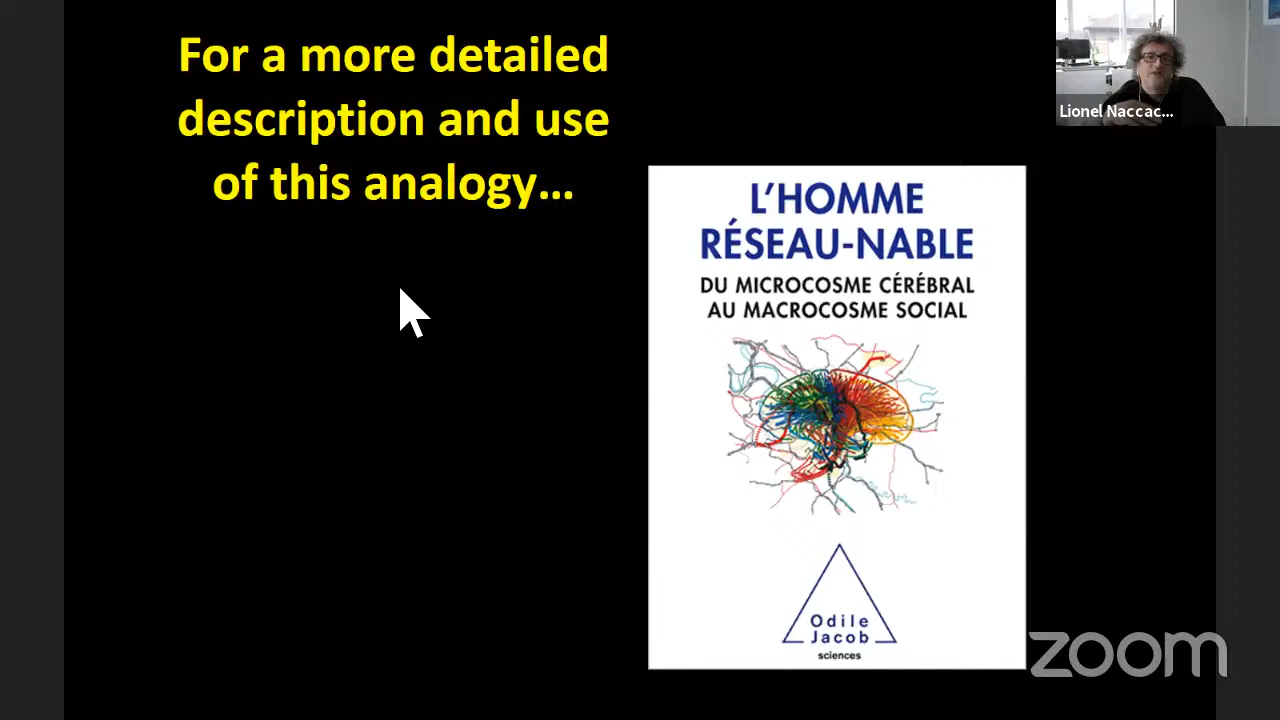 For a more detailed
description and use
of this analogy...
Lionel Naccac...
L'HOMME
RÉSEAU-NABLE
DU MICROCOSME CÉRÉBRAL
AU MACROCOSME SOCIAL
Odile
Jacob
sciences
zoom